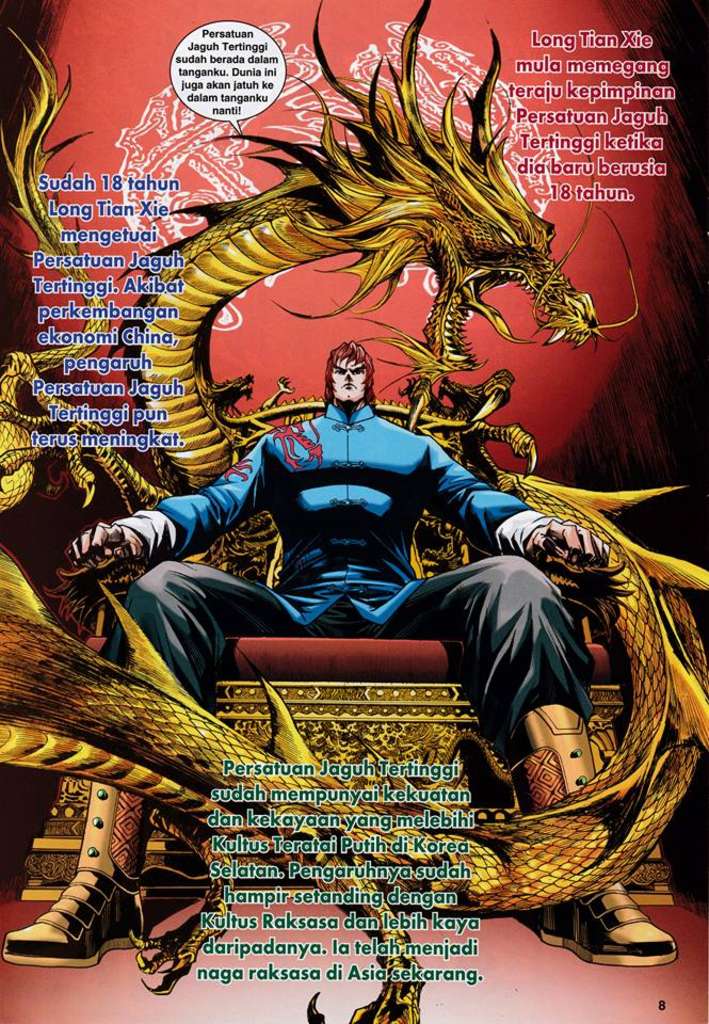 Persatuan
Jaguh Tertinggi
sudah berada dalam
tanganku. Dunia ini
juga akan jatuh ke
dalam tanganku
nanti!
Long Tian Xie
mula memegang
teraju kepimpinan
Persatuan Jaguh
Tertinggi ketika
dia baru berusia
18 tahun.
Sudah 18 tahun
Long Tian Xie
mengetuai
Persatuan Jaguh
Tertinggi. Akibat
perkembangan
ekonomi China,
pengaruh
Persatuan Jaguh
Tertinggi pun
terus meningkat.
Persatuan Jaguh Tertinggi
sudah mempunyai kekuatan
dan kekayaan yang melebihi
Kultus Teratai Putih di Korea
Selatan. Pengaruhnya sudah
hampir setanding dengan
Kultus Raksasa dan lebih kaya
daripadanya. Ia telah menjadi
naga raksasa di Asia sekarang.
8